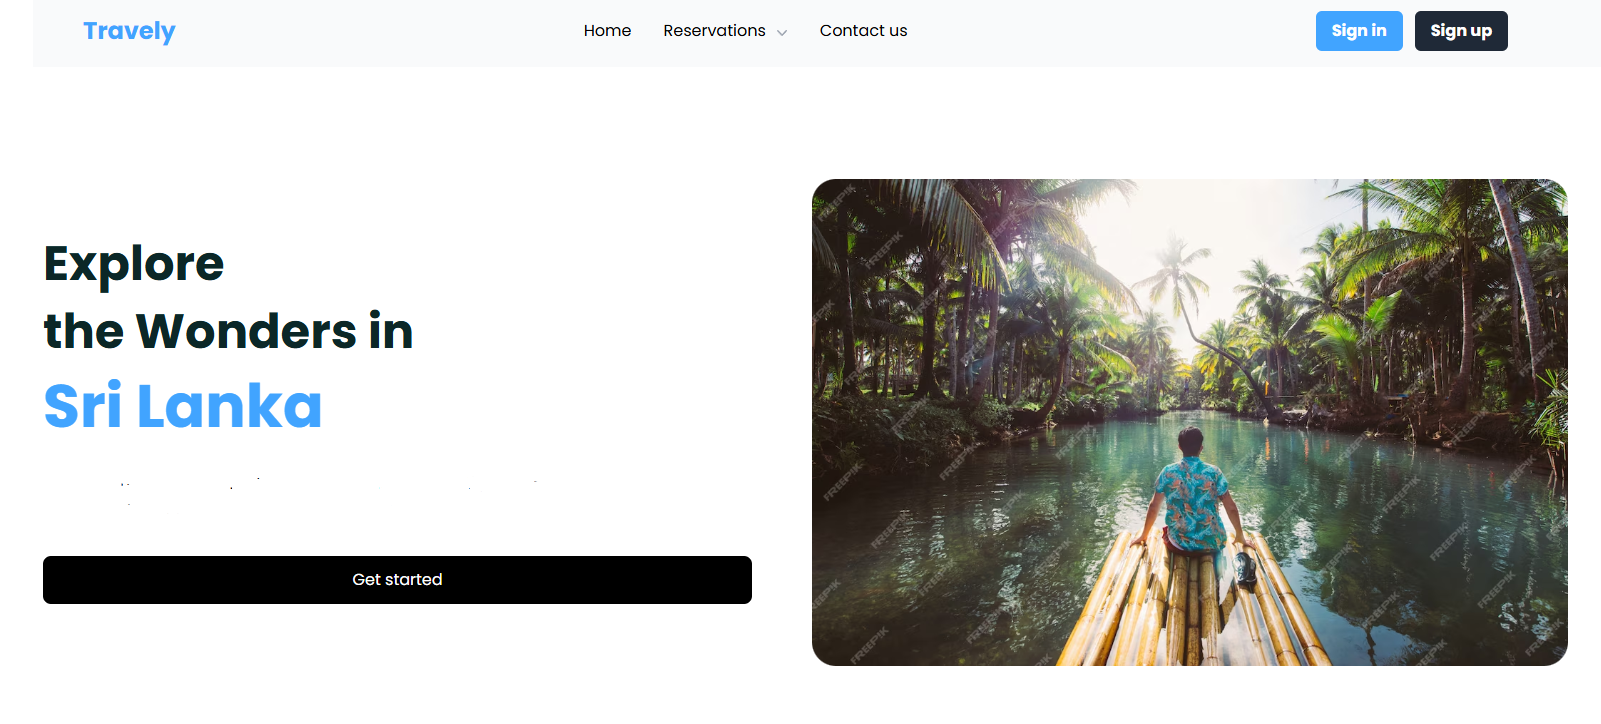 Travely
Home
Reservations
Contact us
Sign in
Sign up
Explore
the Wonders in
Sri Lanka
Get started
FREEPIK